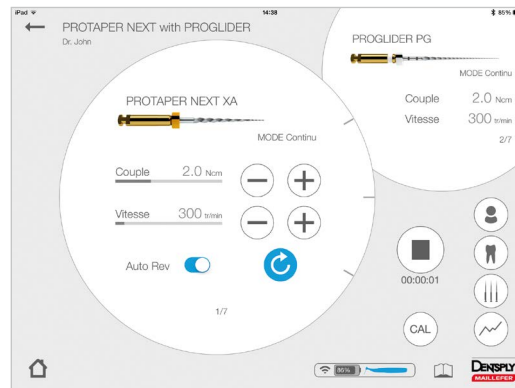 iPad
14:38
85%
PROTAPER NEXT with PROGLIDER
Dr. John
PROGLIDER PG
MODE Continu
Couple 2.0 Ncm
Vitesse 300 tr/min
2/7
PROTAPER NEXT XA
MODE Continu
Couple 2.0 Ncm
Vitesse 300 tr/min
Auto Rev
1/7
00:00:01
CAL
80%
DENTSPLY
MAILLEFER